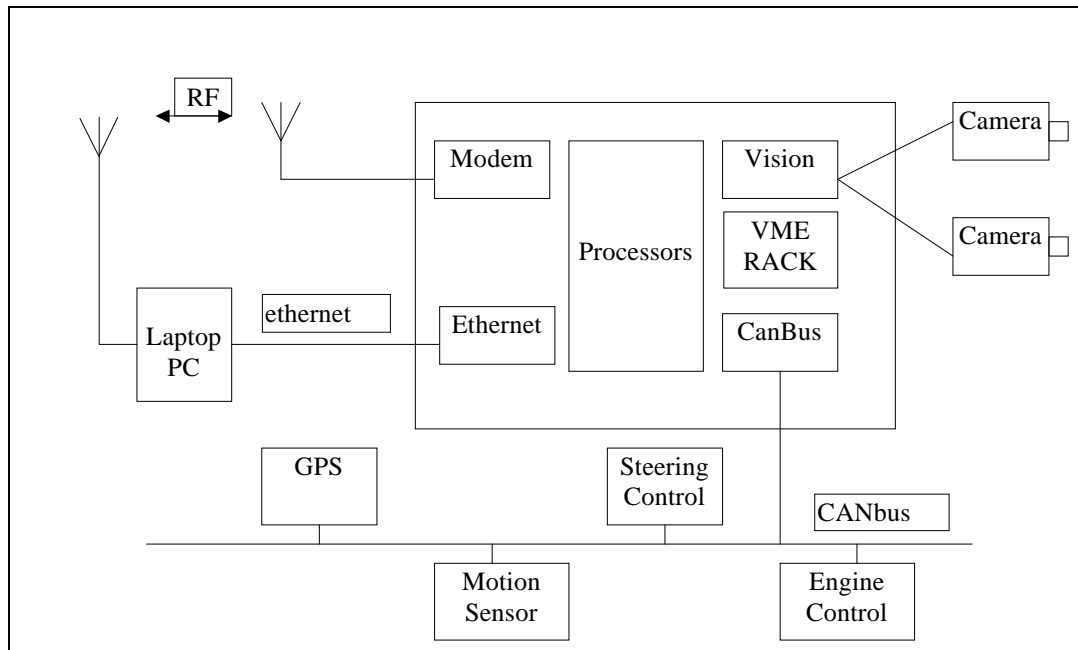 RF
Camera
Modem
Vision
Camera
VME
RACK
Processors
ethernet
Ethernet
CanBus
Laptop
PC
GPS
Steering
Control
CANbus
Motion
Sensor
Engine
Control